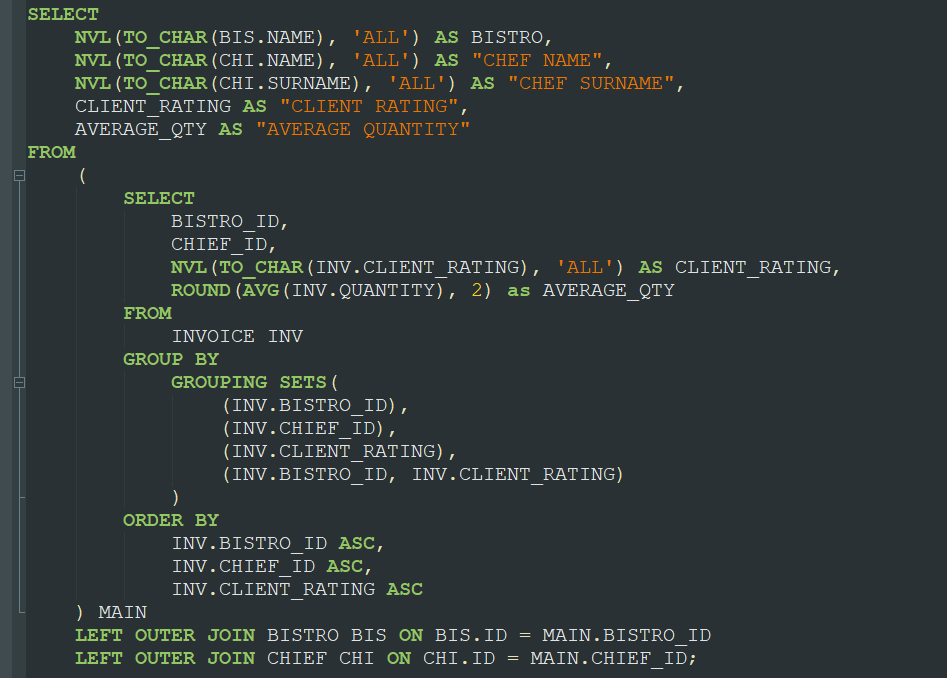 SELECT
NVL(TO_CHAR(BIS.NAME), 'ALL') AS BISTRO,
NVL(TO_CHAR(CHI.NAME), 'ALL') AS "CHEF NAME",
NVL(TO_CHAR(CHI.SURNAME), 'ALL') AS "CHEF SURNAME",
CLIENT_RATING AS "CLIENT RATING",
AVERAGE_QTY AS "AVERAGE QUANTITY"
FROM
(
SELECT
BISTRO_ID,
CHIEF_ID,
NVL(TO_CHAR(INV.CLIENT_RATING), 'ALL') AS CLIENT_RATING,
ROUND(AVG(INV.QUANTITY), 2) as AVERAGE_QTY
FROM
INVOICE INV
GROUP BY
GROUPING SETS(
(INV.BISTRO_ID),
(INV.CHIEF_ID),
(INV.CLIENT_RATING),
(INV.BISTRO_ID, INV.CLIENT_RATING)
)
ORDER BY
INV.BISTRO_ID ASC,
INV.CHIEF_ID ASC,
INV.CLIENT_RATING ASC
) MAIN
LEFT OUTER JOIN BISTRO BIS ON BIS.ID = MAIN.BISTRO_ID
LEFT OUTER JOIN CHIEF CHI ON CHI.ID = MAIN.CHIEF_ID;